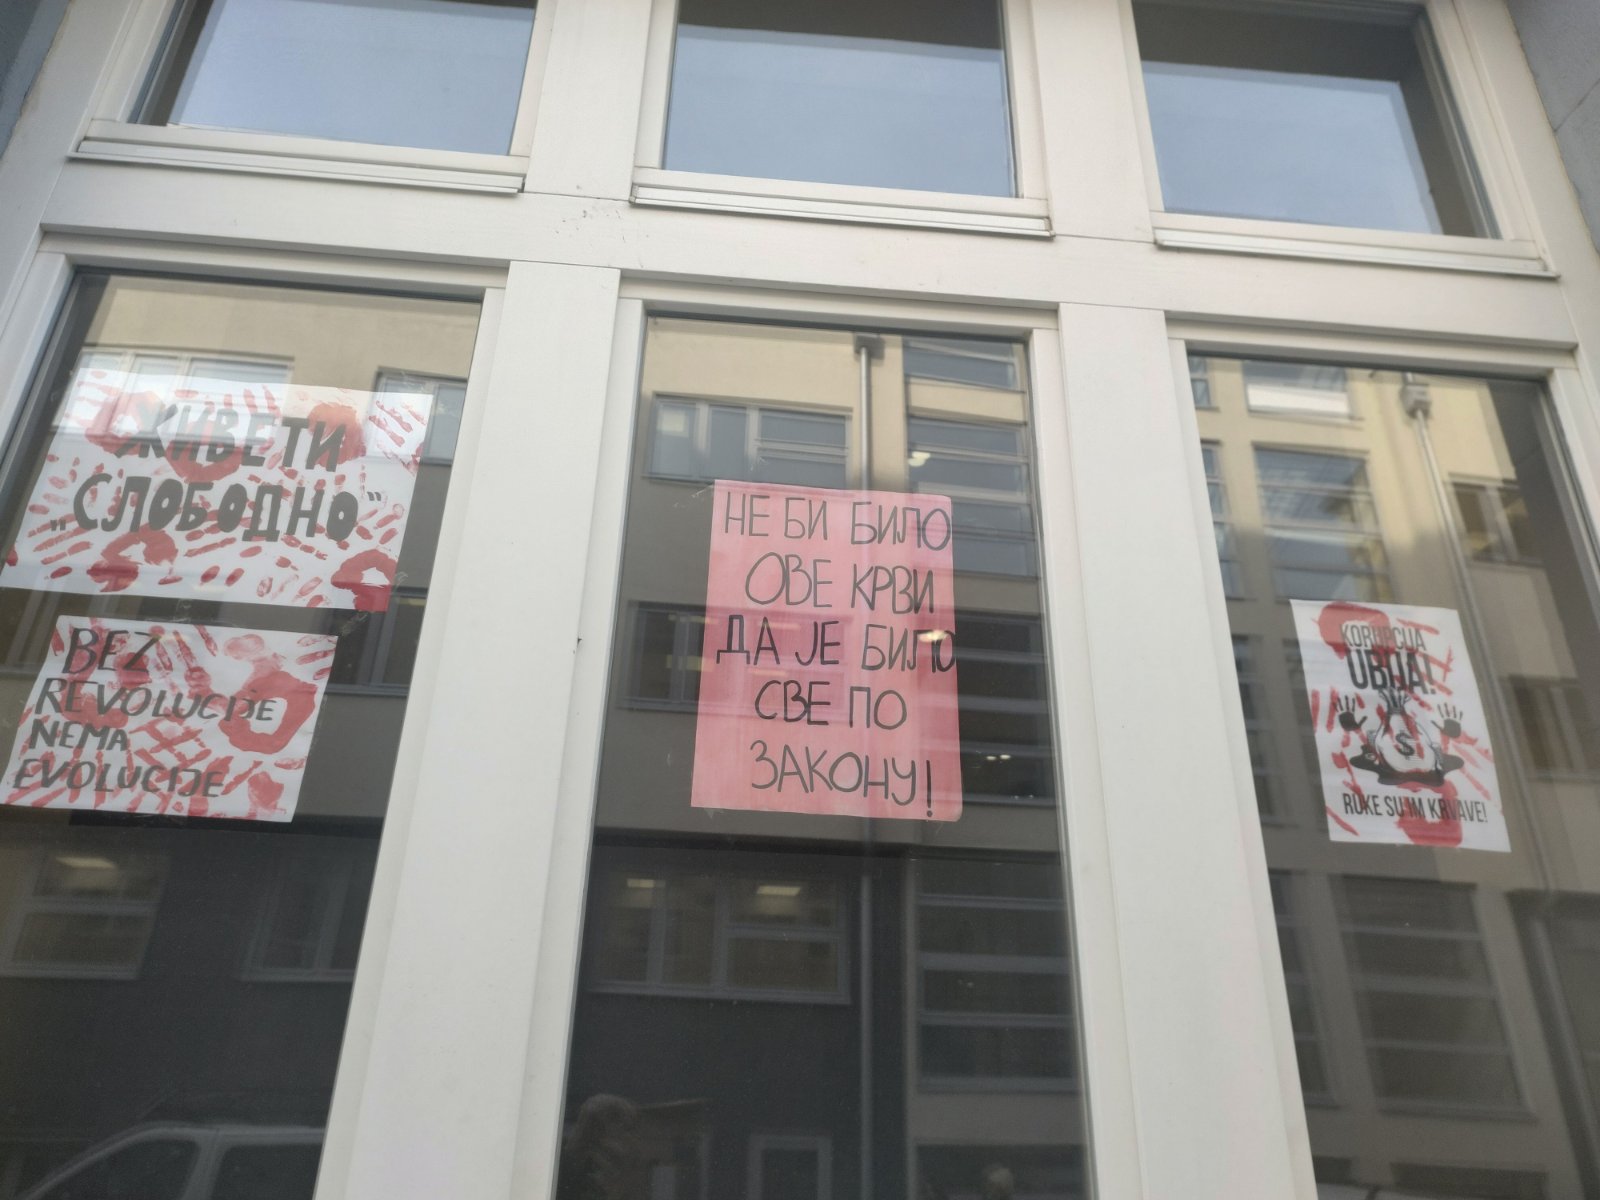 ЖИВЕТИ
„СЛОБОДНО”
BEZ
REVOLUCIJE
NEMA
EVOLUCIJE
НЕ БИ БИЛО
ОВЕ КРВИ
ДА ЈЕ БИЛО
СВЕ ПО
ЗАКОНУ!
KORUPCIJA
UBIJA!
$
RUKE SU IM KRVAVE!